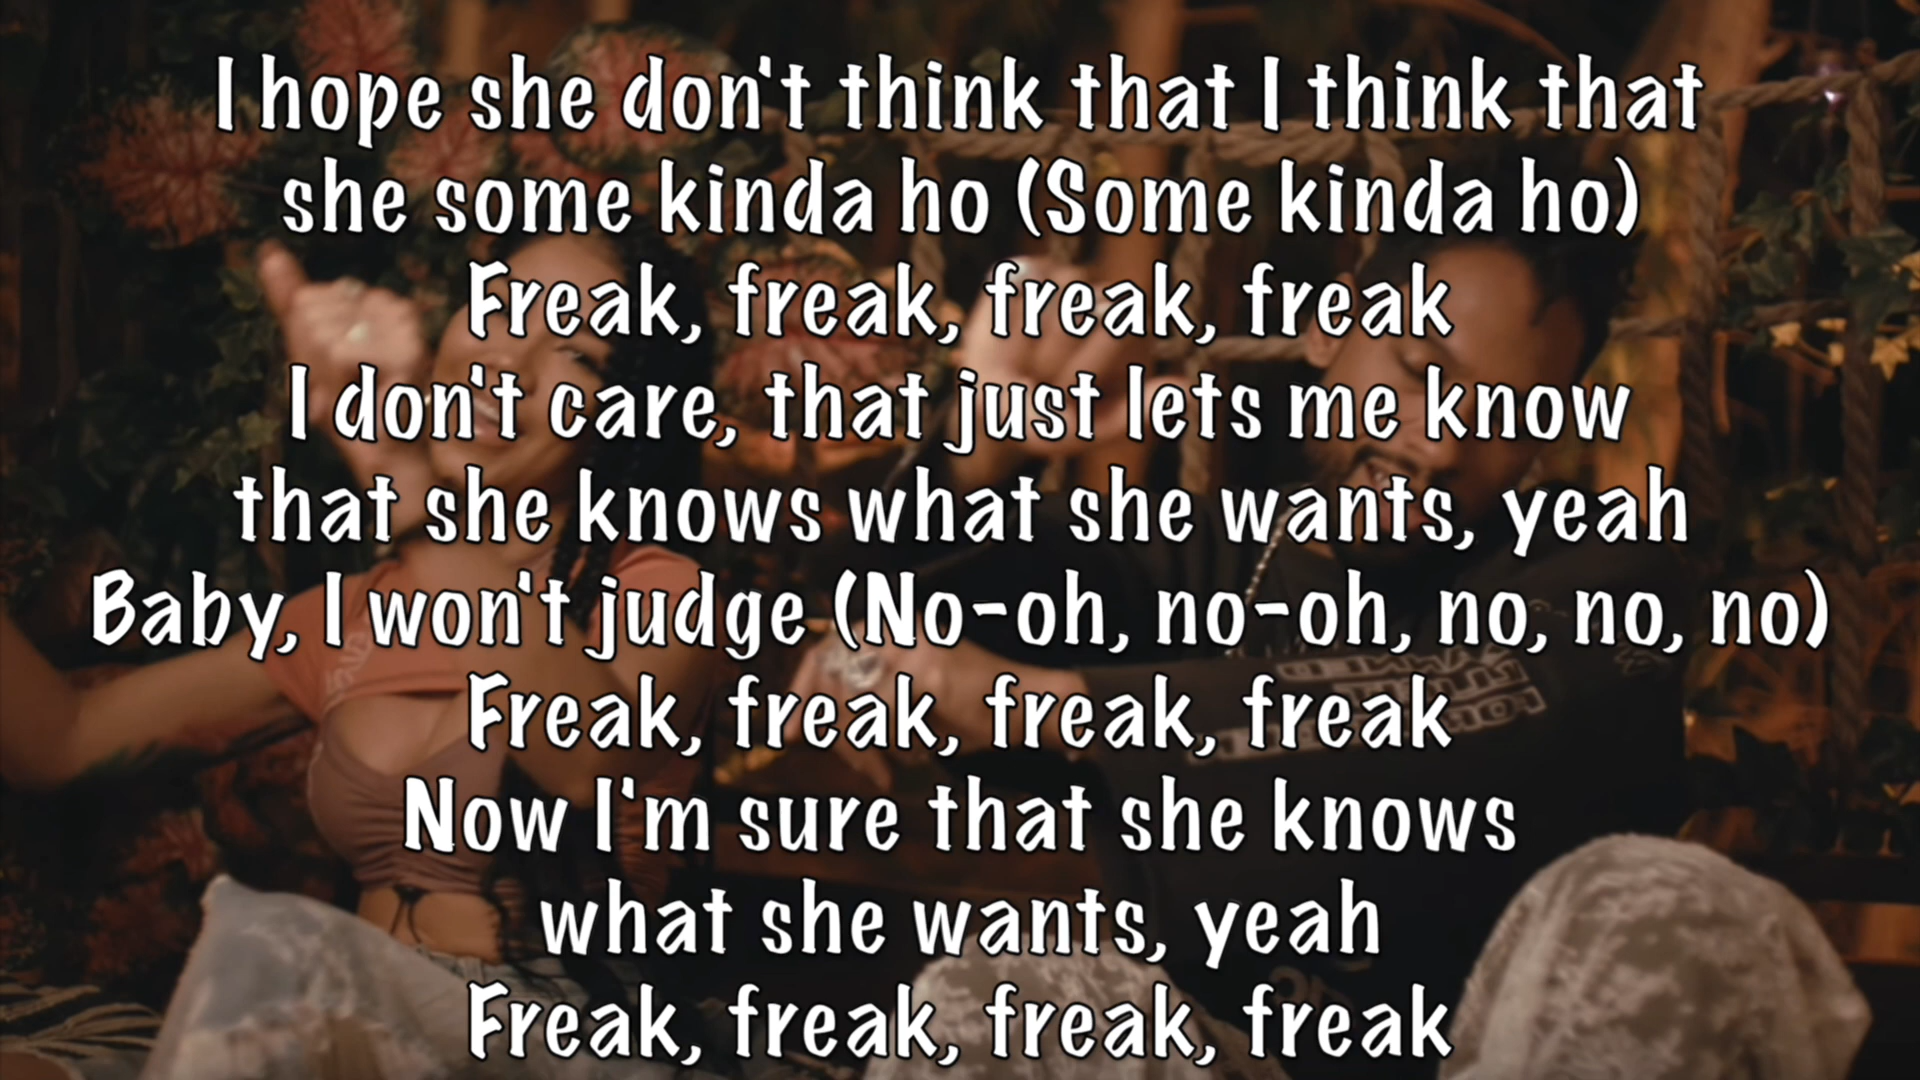 I hope she don't think that I think that
she some kinda ho (Some kinda ho)
Freak, freak, freak, freak
I don't care, that just lets me know
that she knows what she wants, yeah
Baby, I won't judge (No-oh, no-oh, no, no, no)
Freak, freak, freak, freak
Now I'm sure that she knows
what she wants, yeah
Freak, freak, freak, freak